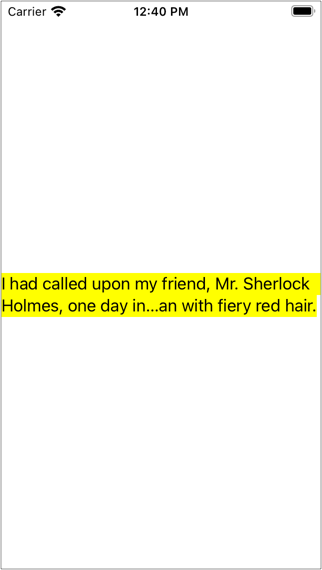 Carrier 12:40 PM
I had called upon my friend, Mr. Sherlock
Holmes, one day in...an with fiery red hair.